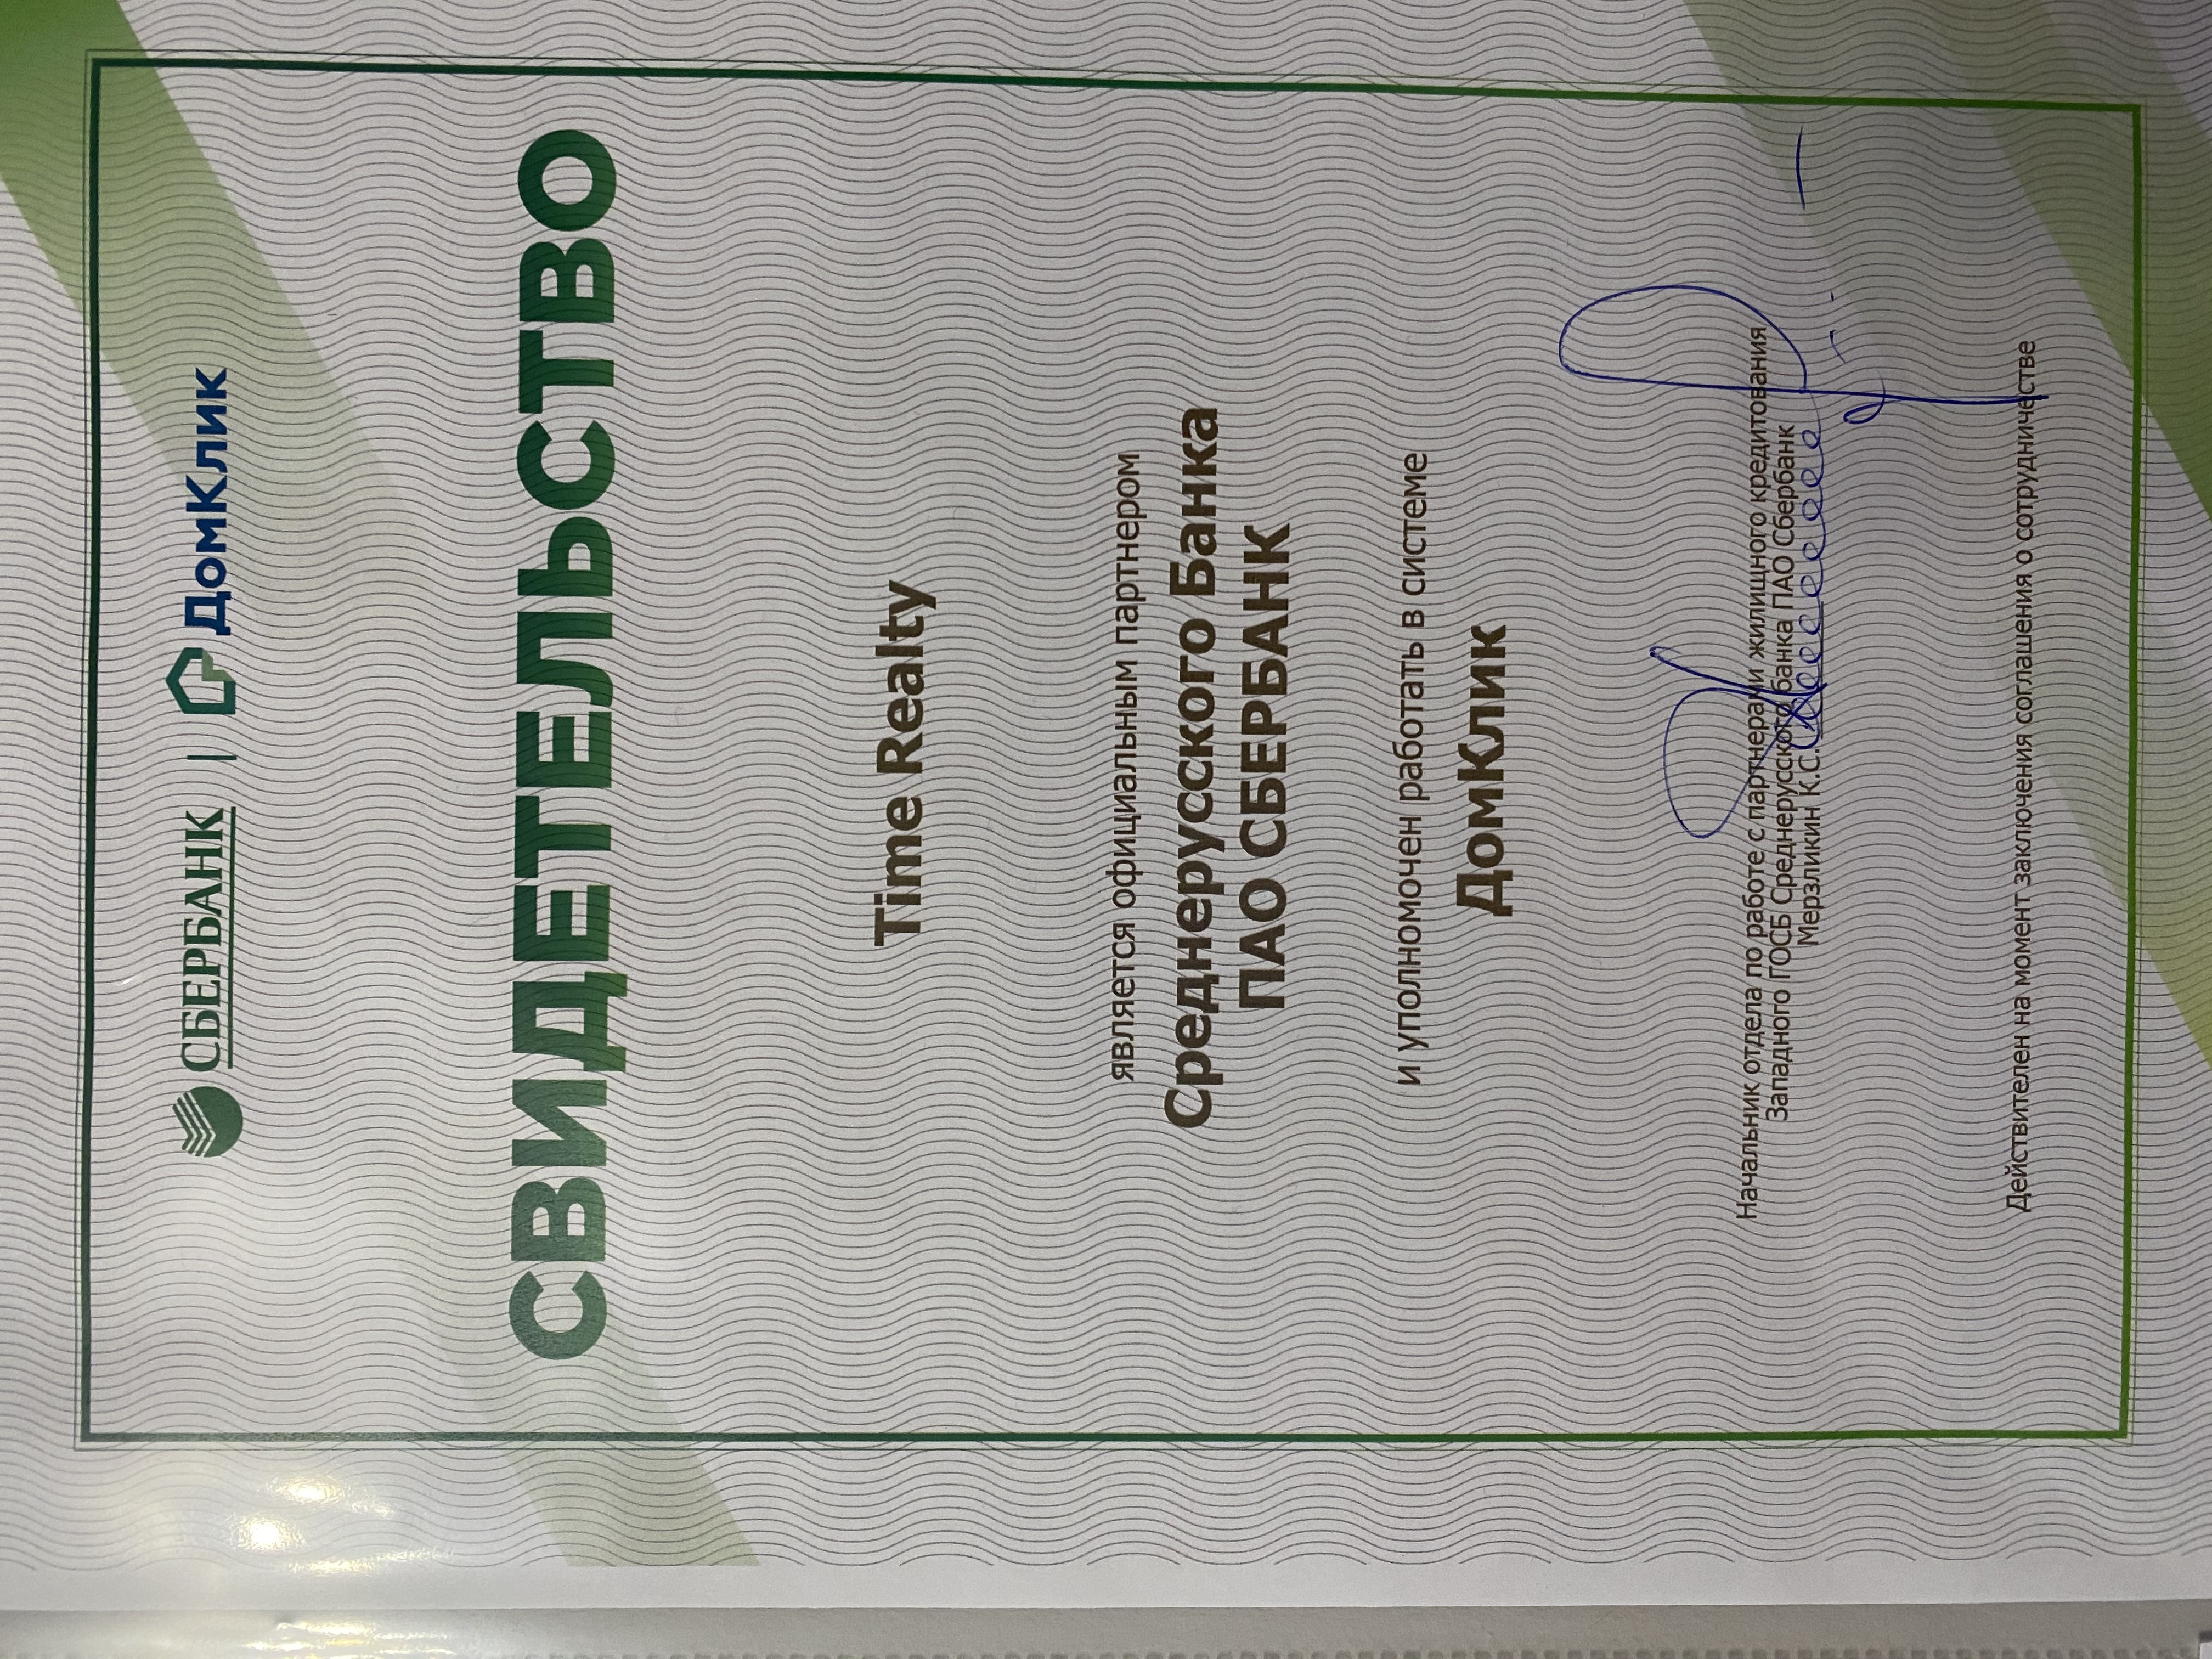 СБЕРБАНК | ДомКлик
СВИДЕТЕЛЬСТВО
Time Realty
является официальным партнером
Среднерусского Банка
ПАО СБЕРБАНК
и уполномочен работать в системе
ДомКлик
Начальник отдела по работе с партнерами жилищного кредитования
Западного ГОСБ Среднерусского банка ПАО Сбербанк
Мерзликин К.С.
Действителен на момент заключения соглашения о сотрудничестве